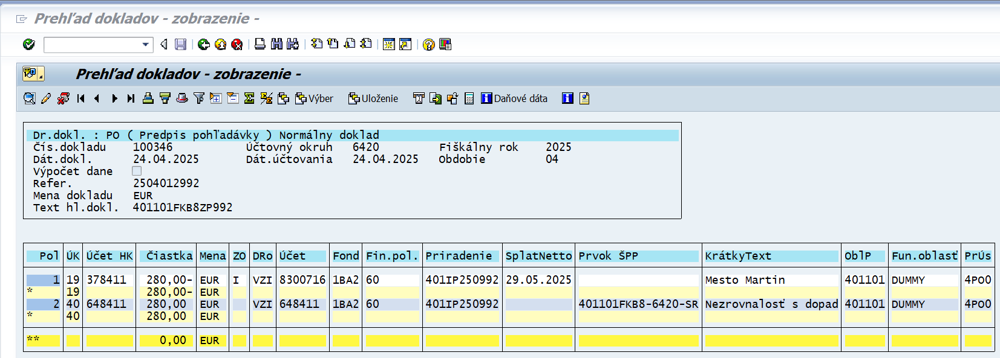 Prehľad dokladov - zobrazenie -
Prehľad dokladov - zobrazenie -
Výber Uloženie Daňové dáta
Dr.dokl. : PO ( Predpis pohľadávky ) Normálny doklad
Čís.dokladu 100346 Účtovný okruh 6420 Fiškálny rok 2025
Dát.dokl. 24.04.2025 Dát.účtovania 24.04.2025 Obdobie 04
Výpočet dane
Refer. 2504012992
Mena dokladu EUR
Text hl.dokl. 401101FKB8ZP992
Pol ÚK Účet HK Čiastka Mena ZO DRo Účet Fond Fin.pol. Priradenie SplatNetto Prvok ŠPP KrátkyText OblP Fun.oblasť PrÚs
1 19 378411 280,00- EUR I VZI 8300716 1BA2 60 401IP250992 29.05.2025 Mesto Martin 401101 DUMMY 4PO0
* 19 280,00- EUR
2 40 648411 280,00 EUR VZI 648411 1BA2 60 401IP250992 401101FKB8-6420-SR Nezrovnalosť s dopad 401101 DUMMY 4PO0
* 40 280,00 EUR
** 0,00 EUR